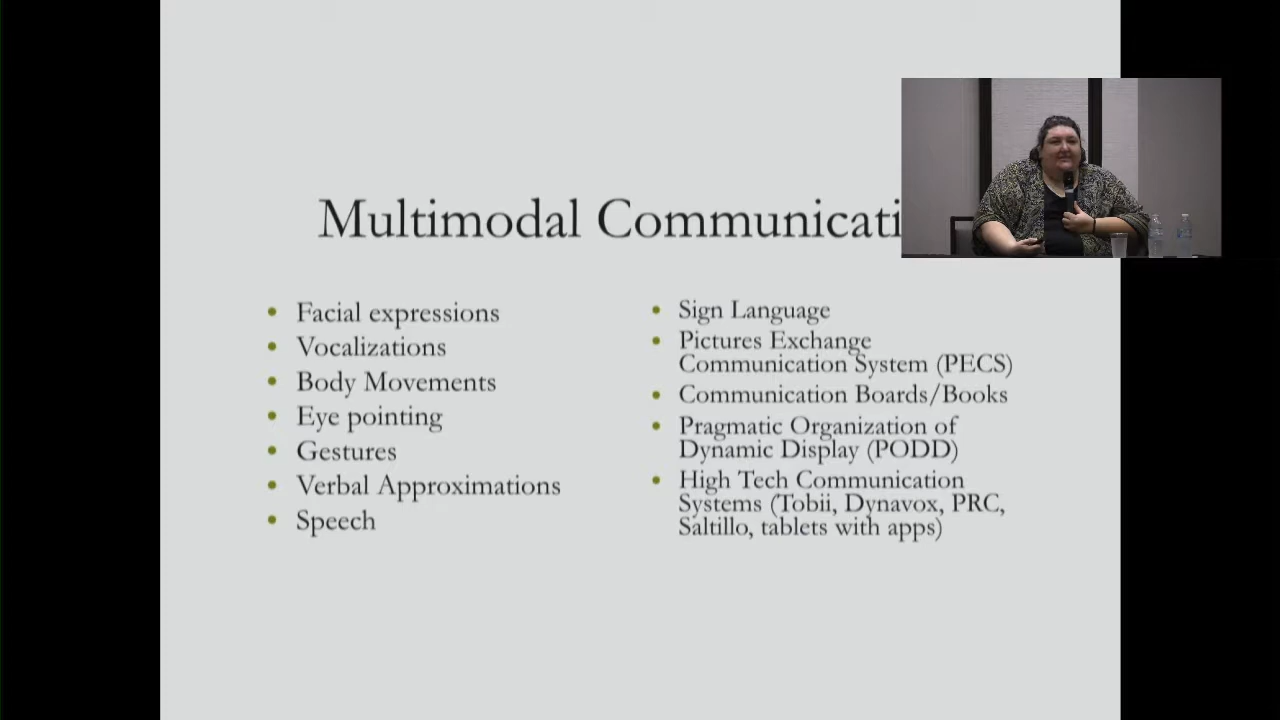 Multimodal Communicati
Facial expressions
Vocalizations
Body Movements
Eye pointing
Gestures
Verbal Approximations
Speech
Sign Language
Pictures Exchange
Communication System (PECS)
Communication Boards/Books
Pragmatic Organization of
Dynamic Display (PODD)
High Tech Communication
Systems (Tobii, Dynavox, PRC,
Saltillo, tablets with apps)